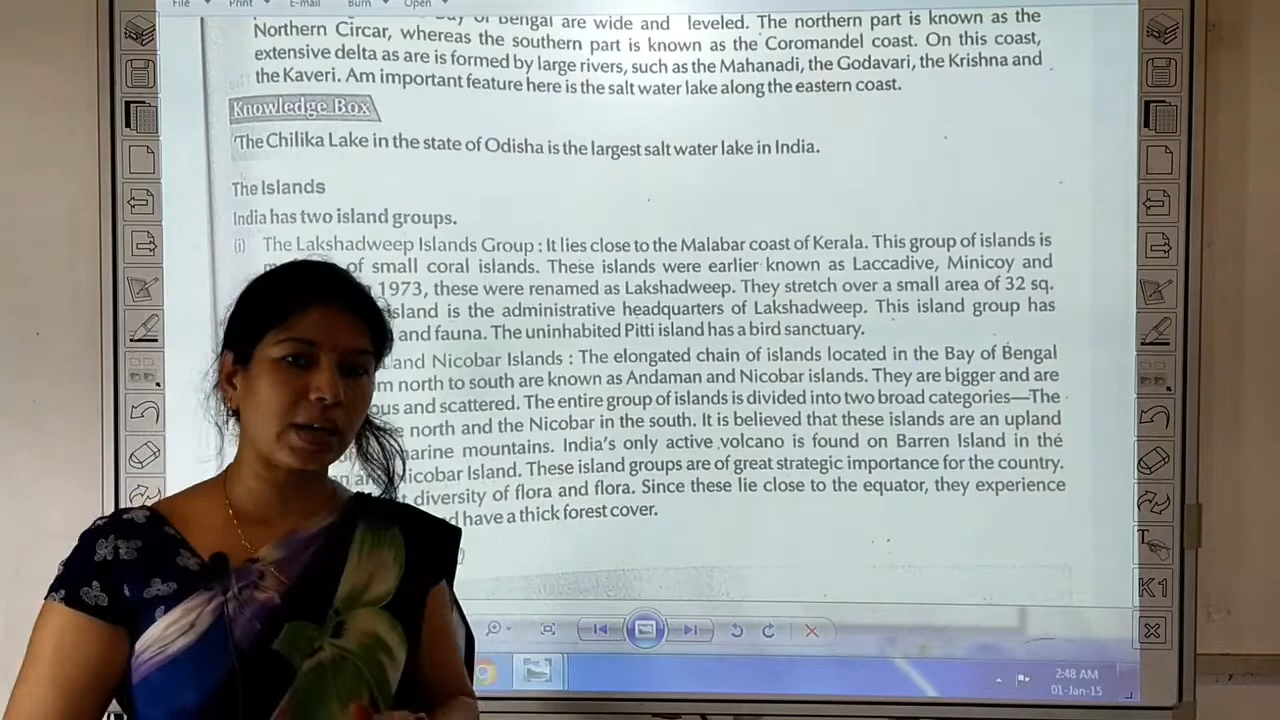 File Print E-mail Burn Open
Bengal are wide and leveled. The northern part is known as the
Northern Circar, whereas the southern part is known as the Coromandel coast. On this coast,
extensive delta as are is formed by large rivers, such as the Mahanadi, the Godavari, the Krishna and
the Kaveri. Am important feature here is the salt water lake along the eastern coast.
Knowledge Box
The Chilika Lake in the state of Odisha is the largest salt water lake in India.
The Islands
India has two island groups.
(i) The Lakshadweep Islands Group : It lies close to the Malabar coast of Kerala. This group of islands is
of small coral islands. These islands were earlier known as Laccadive, Minicoy and
1973, these were renamed as Lakshadweep. They stretch over a small area of 32 sq.
island is the administrative headquarters of Lakshadweep. This island group has
and fauna. The uninhabited Pitti island has a bird sanctuary.
and Nicobar Islands : The elongated chain of islands located in the Bay of Bengal
north to south are known as Andaman and Nicobar islands. They are bigger and are
and scattered. The entire group of islands is divided into two broad categories—The
north and the Nicobar in the south. It is believed that these islands are an upland
mountains. India's only active volcano is found on Barren Island in the
Nicobar Island. These island groups are of great strategic importance for the country.
diversity of flora and flora. Since these lie close to the equator, they experience
have a thick forest cover.
K1
2:48 AM
01-Jan-15